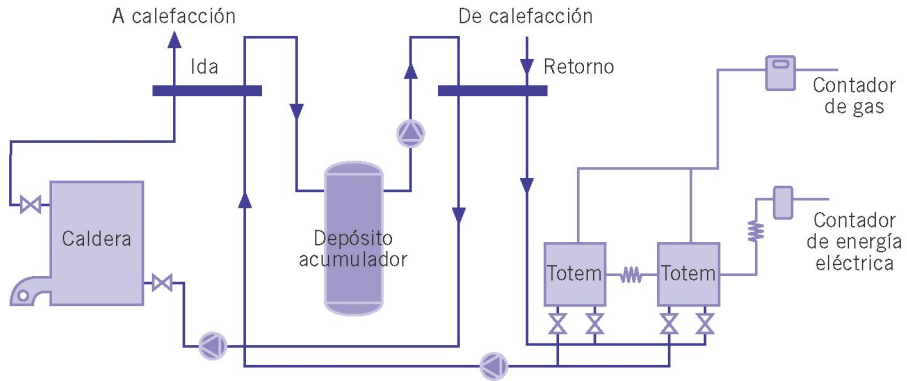 A calefacción
De calefacción
Ida
Retorno
Contador
de gas
Caldera
Depósito
acumulador
Totem
Totem
Contador
de energía
eléctrica